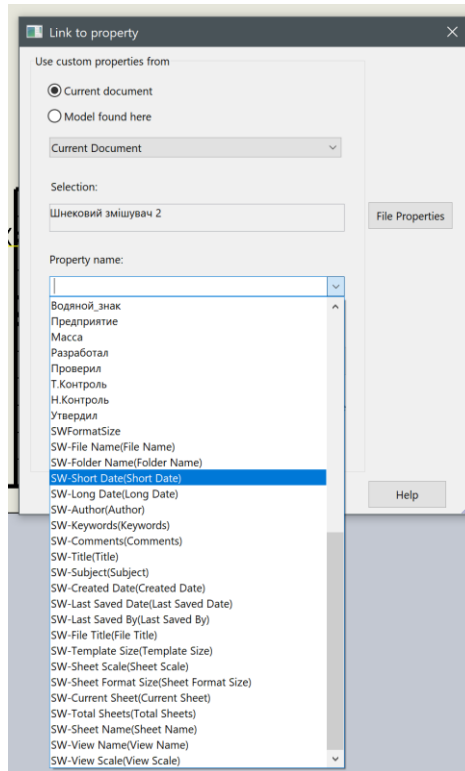 Link to property
Use custom properties from
Current document
Model found here
Current Document
Selection:
Шнековий змішувач 2
File Properties
Property name:
Водяной_знак
Предприятие
Масса
Разработал
Проверил
Т.Контроль
Н.Контроль
Утвердил
SWFormatSize
SW-File Name(File Name)
SW-Folder Name(Folder Name)
SW-Short Date(Short Date)
SW-Long Date(Long Date)
Help
SW-Author(Author)
SW-Keywords(Keywords)
SW-Comments(Comments)
SW-Title(Title)
SW-Subject(Subject)
SW-Created Date(Created Date)
SW-Last Saved Date(Last Saved Date)
SW-Last Saved By(Last Saved By)
SW-File Title(File Title)
SW-Template Size(Template Size)
SW-Sheet Scale(Sheet Scale)
SW-Sheet Format Size(Sheet Format Size)
SW-Current Sheet(Current Sheet)
SW-Total Sheets(Total Sheets)
SW-Sheet Name(Sheet Name)
SW-View Name(View Name)
SW-View Scale(View Scale)